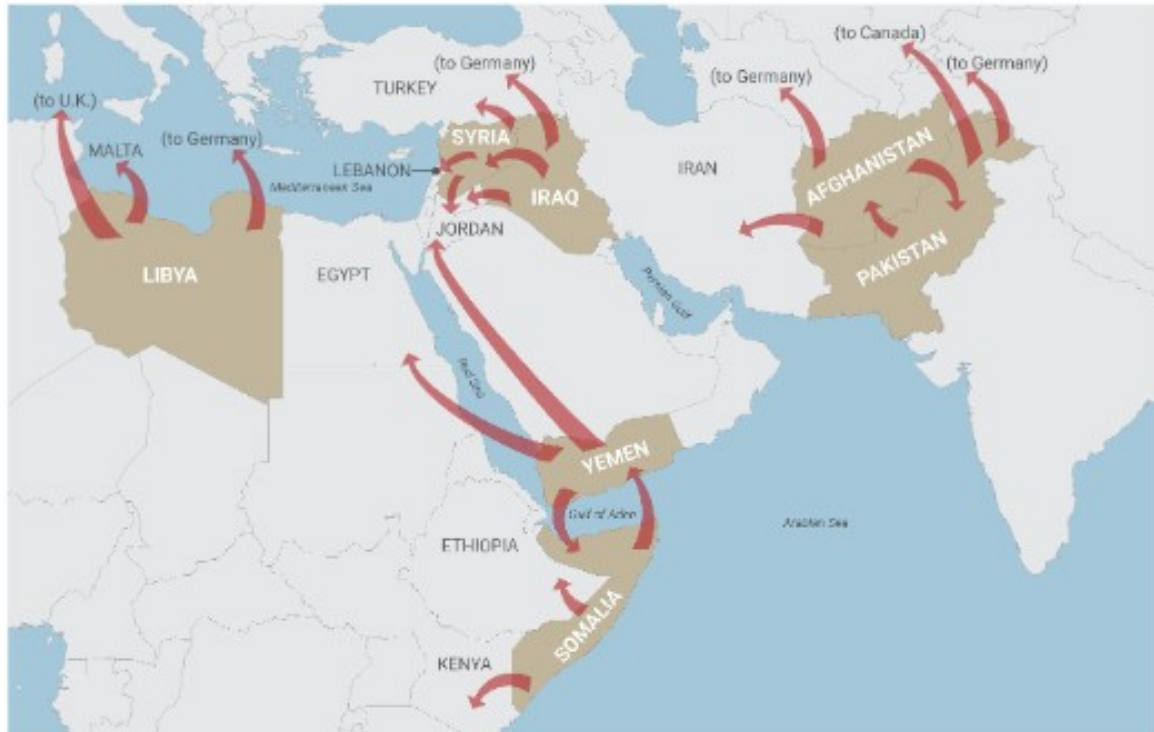 (to Canada)
(to Germany)
(to Germany)
(to Germany)
TURKEY
(to U.K.)
SYRIA
(to Germany)
MALTA
LEBANON
IRAN
AFGHANISTAN
Mediterranean Sea
IRAQ
JORDAN
PAKISTAN
LIBYA
EGYPT
Persian Gulf
Red Sea
YEMEN
Gulf of Aden
Arabian Sea
ETHIOPIA
SOMALIA
KENYA